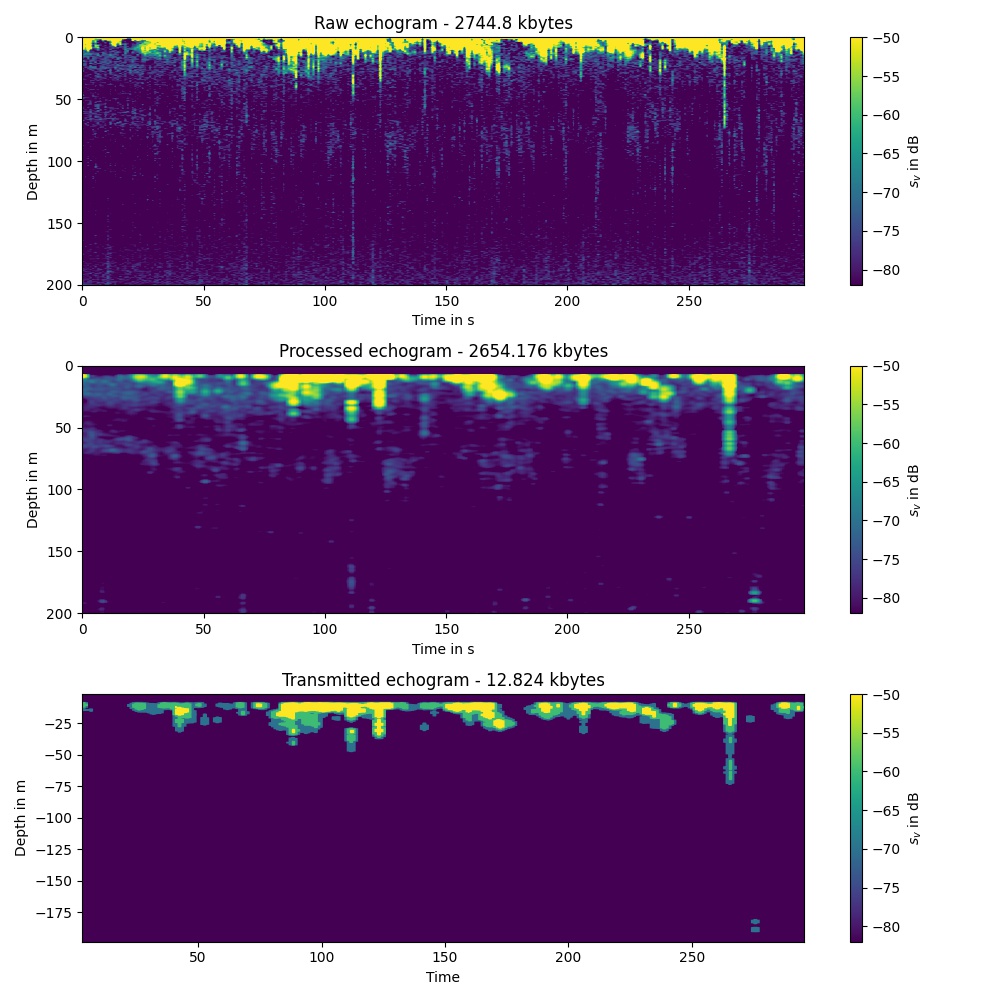 Raw echogram - 2744.8 kbytes
0
50
100
150
200
Depth in m
0 50 100 150 200 250
Time in s
−50
−55
−60
−65
−70
−75
−80
sv in dB
Processed echogram - 2654.176 kbytes
0
50
100
150
200
Depth in m
0 50 100 150 200 250
Time in s
−50
−55
−60
−65
−70
−75
−80
sv in dB
Transmitted echogram - 12.824 kbytes
−25
−50
−75
−100
−125
−150
−175
Depth in m
50 100 150 200 250
Time
−50
−55
−60
−65
−70
−75
−80
sv in dB